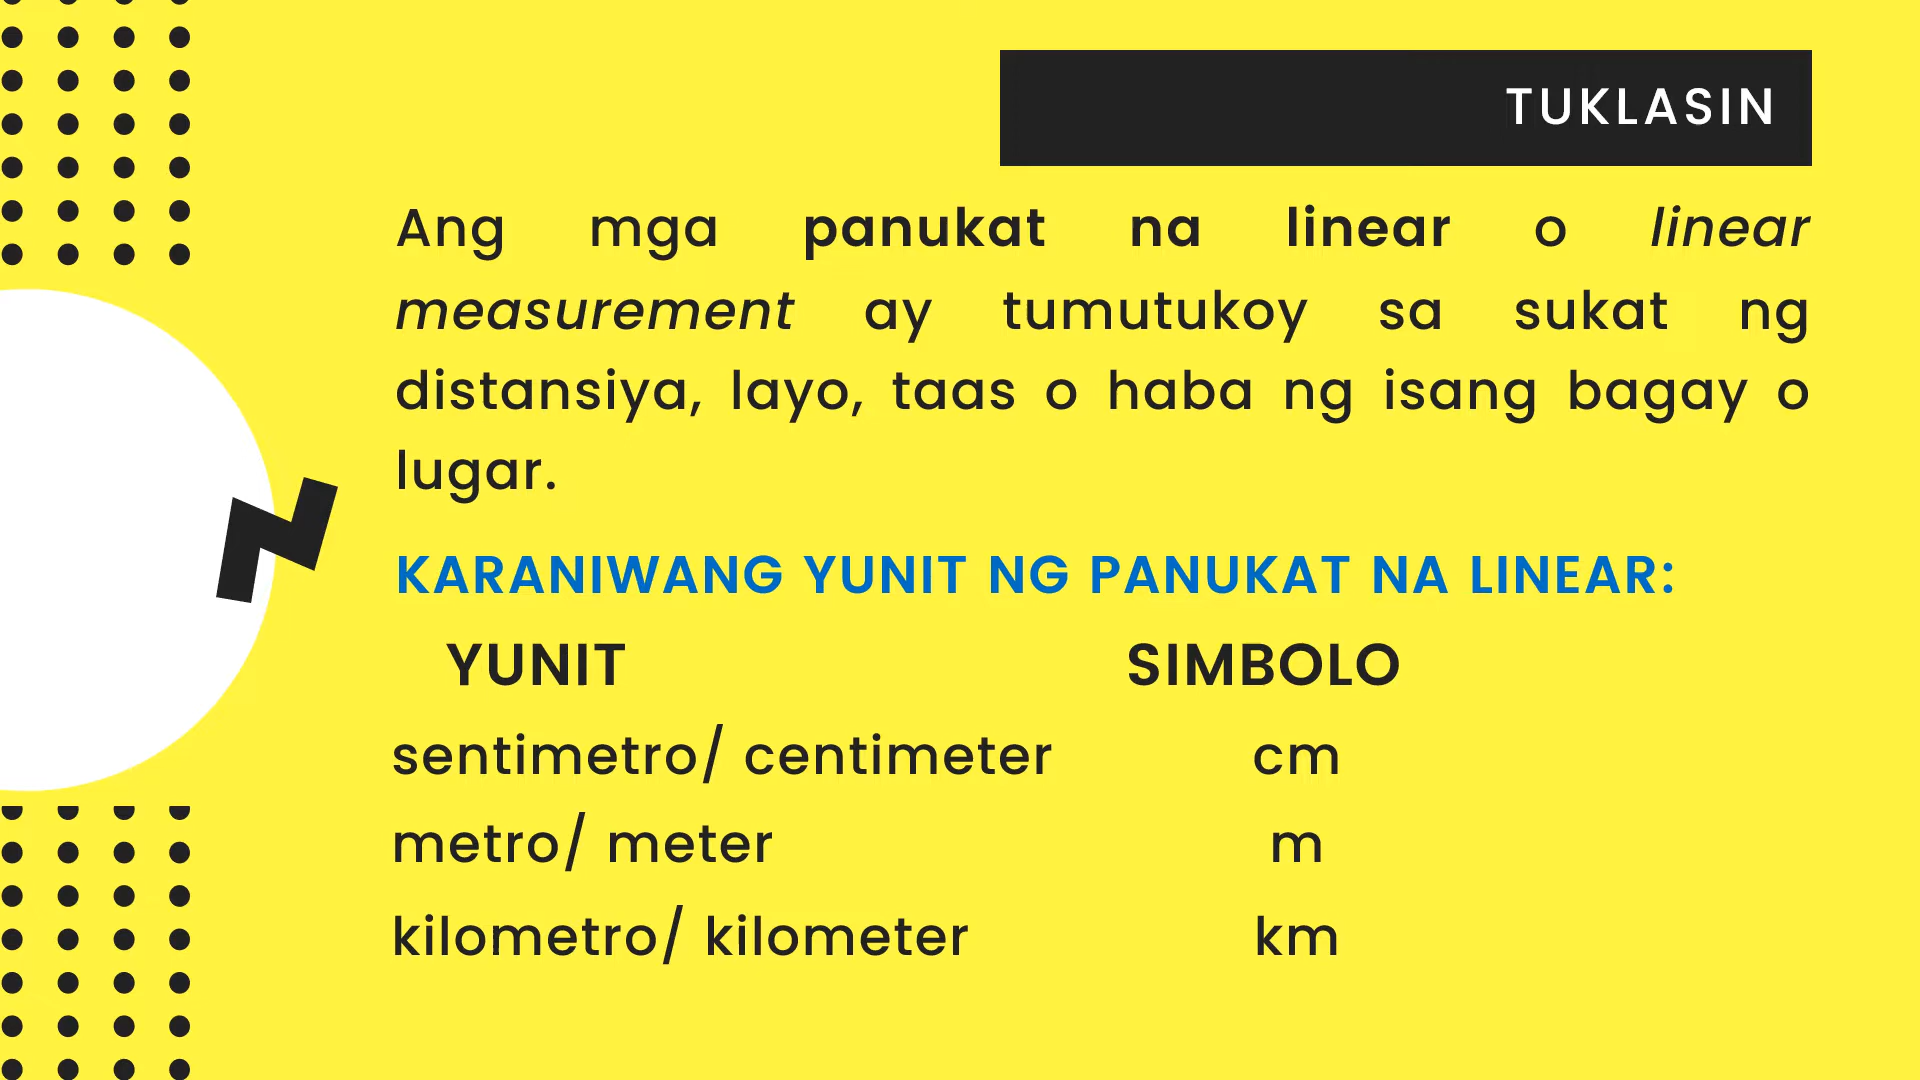 TUKLASIN
Ang mga panukat na linear o linear
measurement ay tumutukoy sa sukat ng
distansiya, layo, taas o haba ng isang bagay o
lugar.
KARANIWANG YUNIT NG PANUKAT NA LINEAR:
YUNIT SIMBOLO
sentimetro/ centimeter cm
metro/ meter m
kilometro/ kilometer km